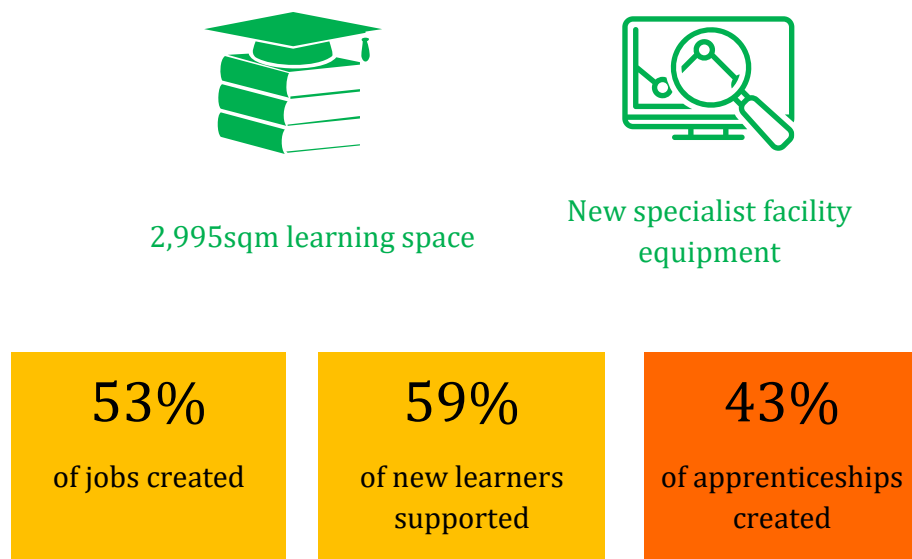 2,995sqm learning space
New specialist facility
equipment
53%
of jobs created
59%
of new learners
supported
43%
of apprenticeships
created